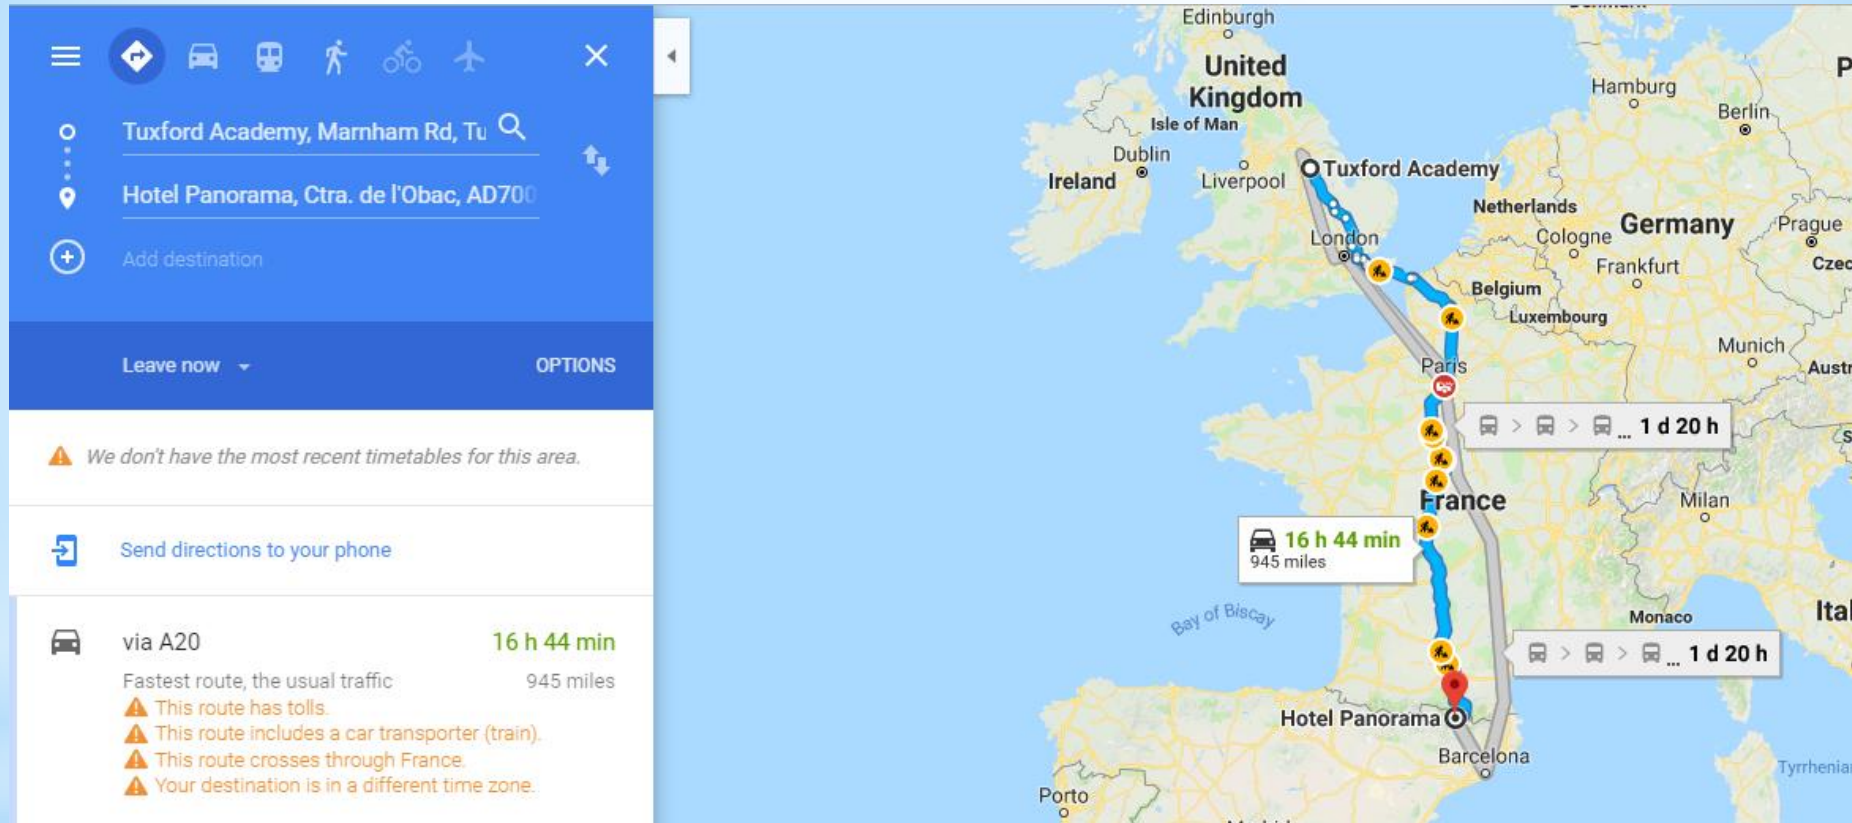 Tuxford Academy, Marnham Rd, Tu
Hotel Panorama, Ctra. de l'Obac, AD700
Add destination
Leave now
OPTIONS
We don't have the most recent timetables for this area.
Send directions to your phone
via A20
16 h 44 min
Fastest route, the usual traffic
945 miles
This route has tolls.
This route includes a car transporter (train).
This route crosses through France.
Your destination is in a different time zone.
Edinburgh
United
Kingdom
Isle of Man
Dublin
Ireland
Liverpool
Tuxford Academy
London
Hamburg
Berlin
Netherlands
Cologne
Germany
Prague
Frankfurt
Czec
Belgium
Luxembourg
Paris
Munich
Austr
... 1 d 20 h
France
Milan
16 h 44 min
945 miles
Bay of Biscay
Monaco
Ital
... 1 d 20 h
Hotel Panorama
Barcelona
Porto
Tyrrhenia